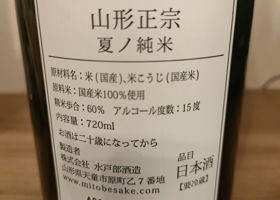 山形正宗
夏ノ純米
原材料名：米(国産)、米こうじ(国産米)
原料米：国産米100％使用
精米歩合：60％ アルコール度数：15度
内容量：720ml
お酒は二十歳になってから
製造者
株式会社 水戸部酒造
山形県天童市原町乙7番地
www.mitobesake.com
品目
日本酒
【要冷蔵】